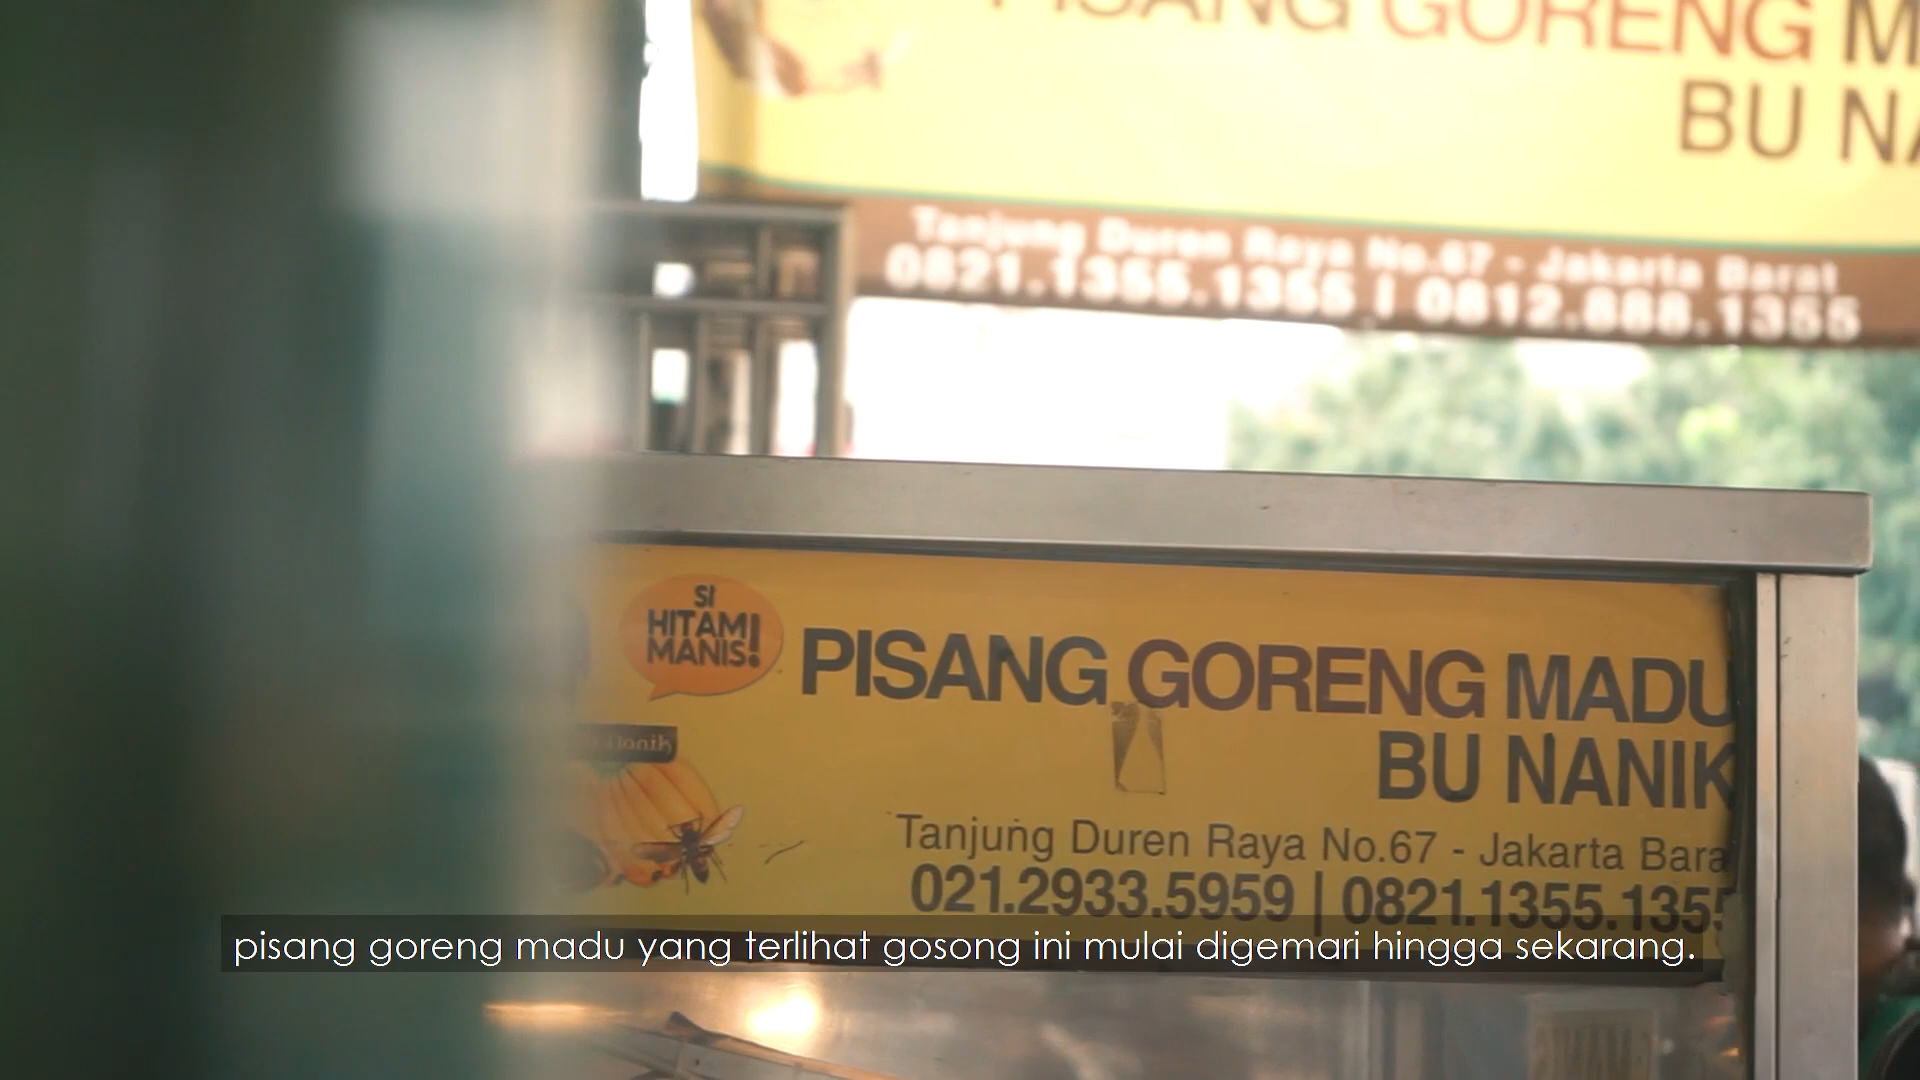 PISANG GORENG M
BU NA
Tanjung Duren Raya No.67 - Jakarta Barat
0821.1355.1355 | 0812.888.1355
SI
HITAM
MANIS!
PISANG GORENG MADU
BU NANIK
Tanjung Duren Raya No.67 - Jakarta Bara
021.2933.5959 | 0821.1355.1355
pisang goreng madu yang terlihat gosong ini mulai digemari hingga sekarang.